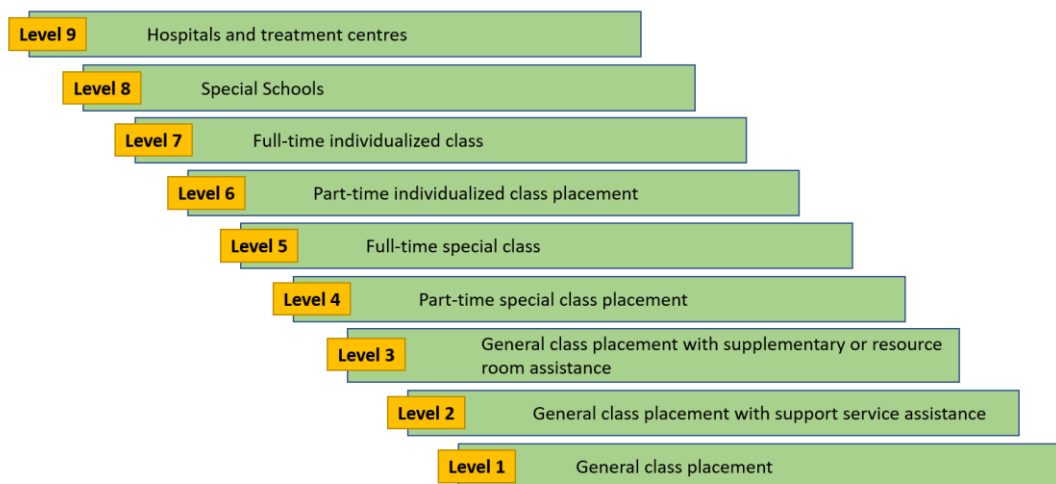 Level 9 Hospitals and treatment centres
Level 8 Special Schools
Level 7 Full-time individualized class
Level 6 Part-time individualized class placement
Level 5 Full-time special class
Level 4 Part-time special class placement
Level 3 General class placement with supplementary or resource
room assistance
Level 2 General class placement with support service assistance
Level 1 General class placement